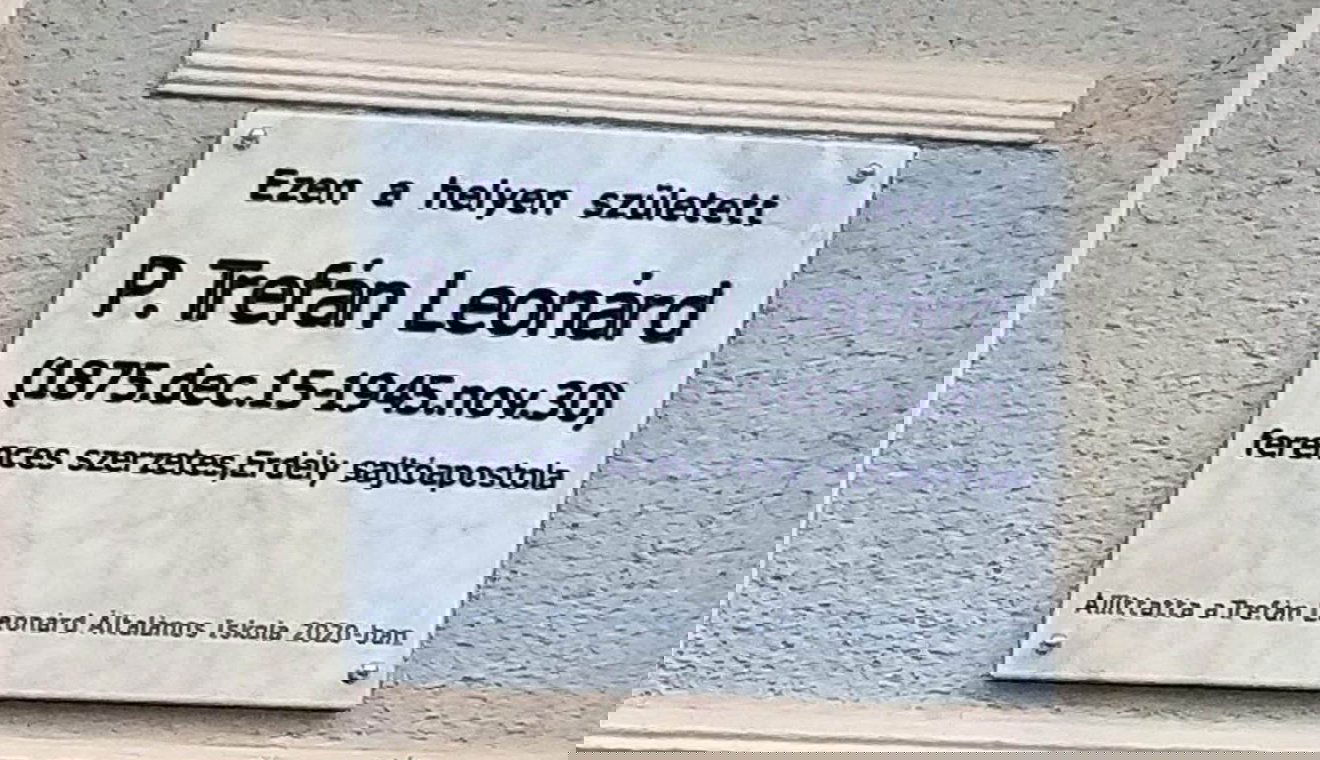 Ezen a helyen született
P. Trefán Leonárd
(1875.dec.15-1945.nov.30)
ferences szerzetes,Erdély sajtóapostola
Állíttatta a Trefán Leonárd Általános Iskola 2020-ban